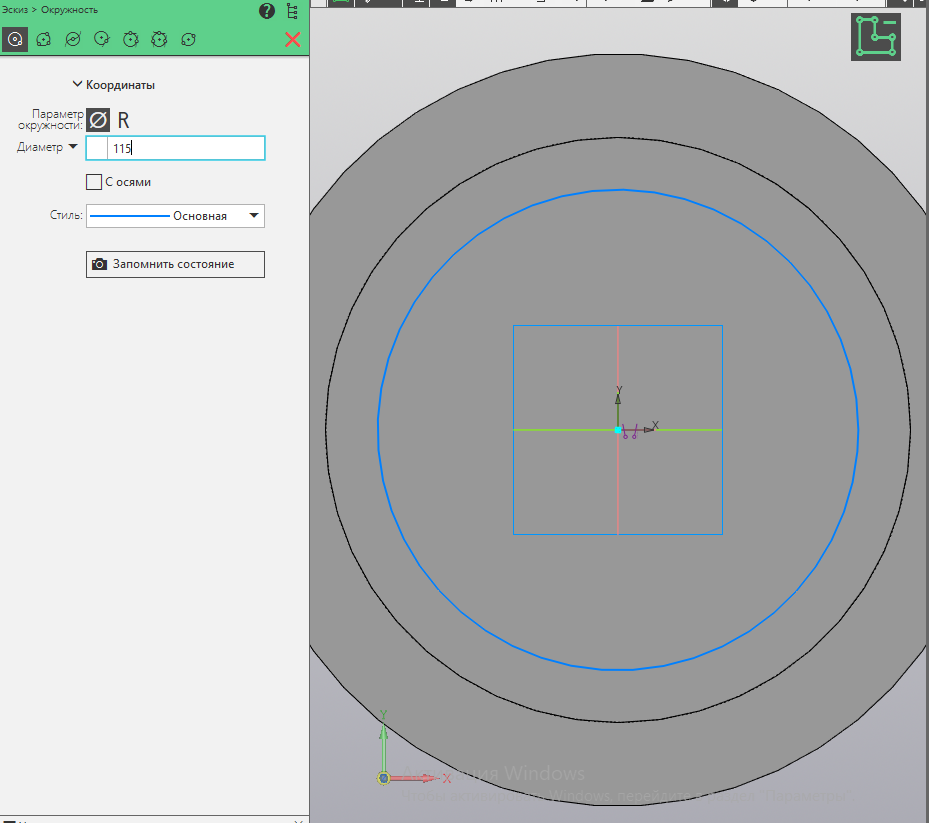 Эскиз > Окружность
?
Координаты
Параметр
окружности:
Ø R
Диаметр
115
С осями
Стиль:
Основная
Запомнить состояние
Y
X
Y
X
Активация Windows
Чтобы активировать Windows, перейдите в раздел "Параметры".